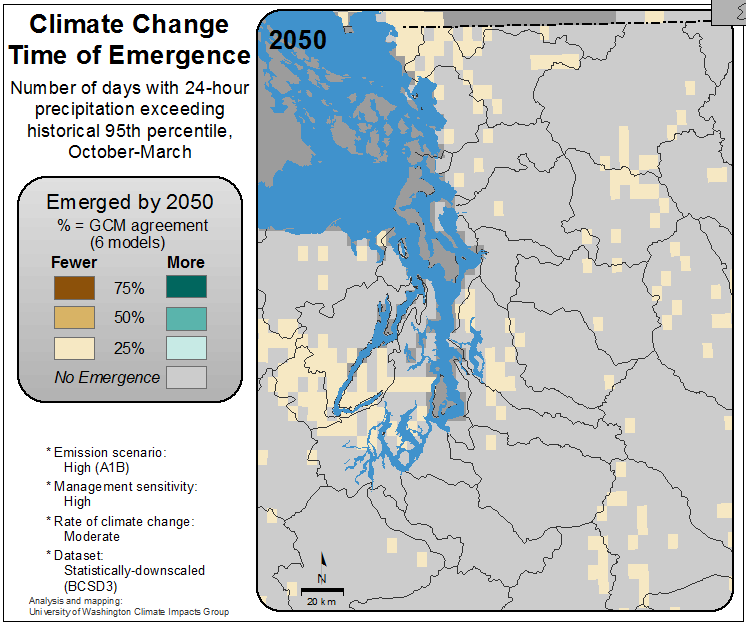 Climate Change
Time of Emergence
Number of days with 24-hour
precipitation exceeding
historical 95th percentile,
October-March
Emerged by 2050
% = GCM agreement
(6 models)
Fewer More
75%
50%
25%
No Emergence
* Emission scenario:
High (A1B)
* Management sensitivity:
High
* Rate of climate change:
Moderate
* Dataset:
Statistically-downscaled
(BCSD3)
Analysis and mapping:
University of Washington Climate Impacts Group
2050
N
20 km